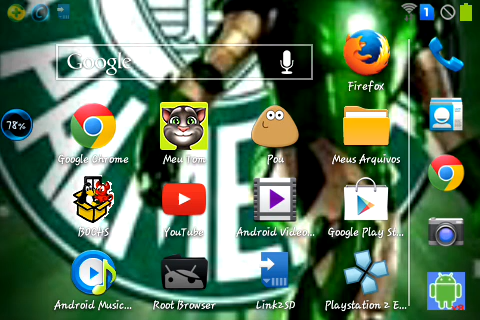 1
Google
Firefox
78%
Google Chrome
Meu Tom
Pou
Meus Arquivos
BOCHS
YouTube
Android Video...
Google Play St...
Android Music...
Root Browser
Link2SD
Playstation 2 E...